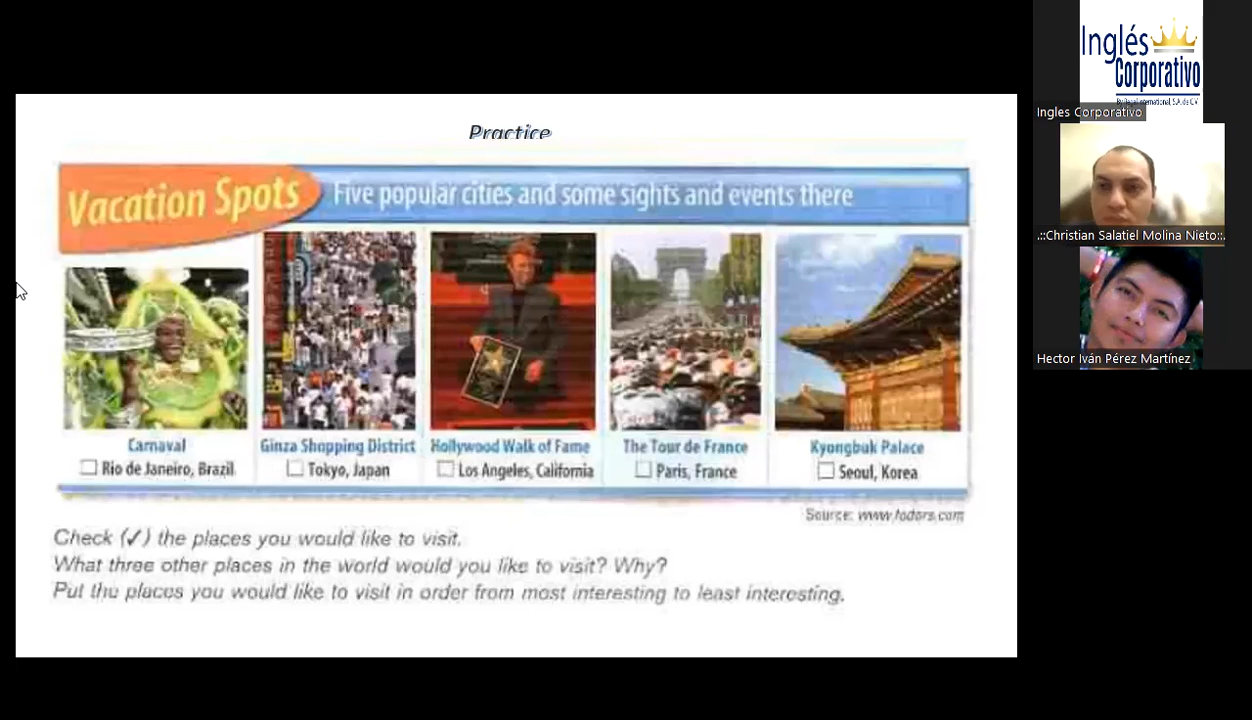 Practice
Vacation Spots
Five popular cities and some sights and events there
Carnaval
Rio de Janeiro, Brazil
Ginza Shopping District
Tokyo, Japan
Hollywood Walk of Fame
Los Angeles, California
The Tour de France
Paris, France
Kyongbuk Palace
Seoul, Korea
Source: www.fodors.com
Check (✓) the places you would like to visit.
What three other places in the world would you like to visit? Why?
Put the places you would like to visit in order from most interesting to least interesting.
Inglés
Corporativo
Ingles Corporativo
.::Christian Salatiel Molina Nieto::.
Hector Iván Pérez Martínez